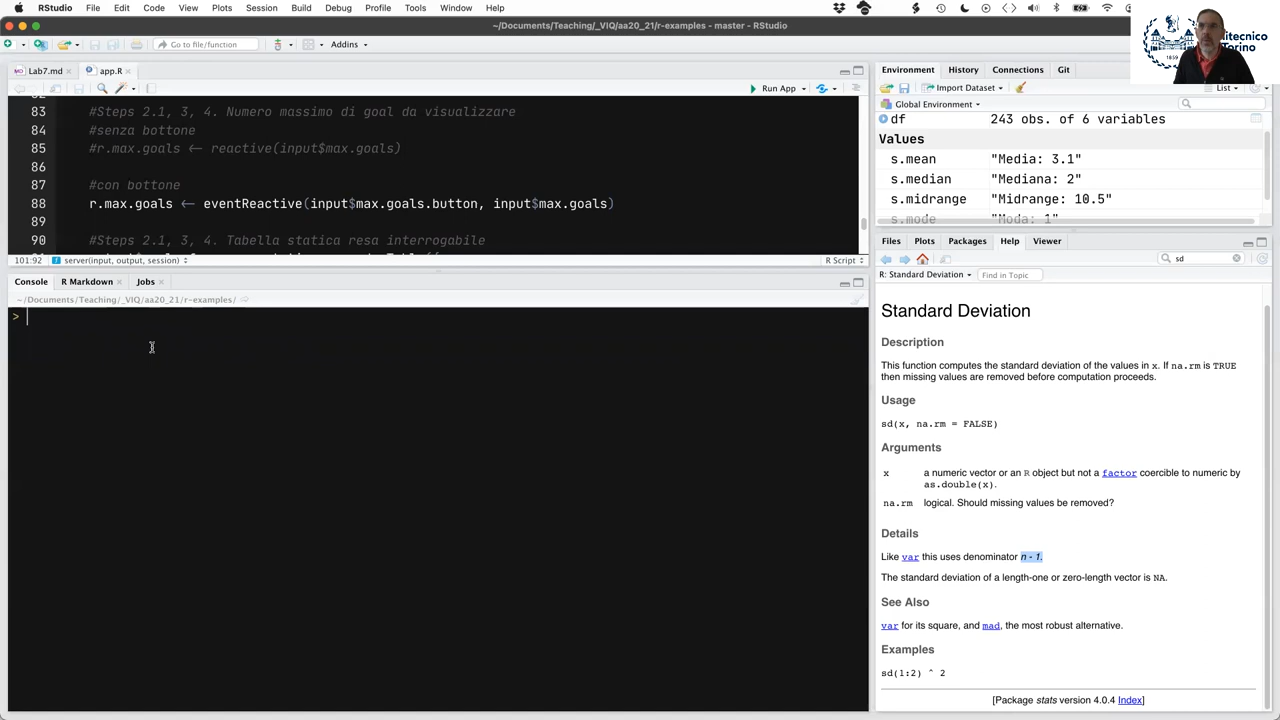 RStudio File Edit Code View Plots Session Build Debug Profile Tools Window Help
~/Documents/Teaching/_VIQ/aa20_21/r-examples - master - RStudio
Go to file/function Addins
Lab7.md app.R
Run App
83 #Steps 2.1, 3, 4. Numero massimo di goal da visualizzare
84 #senza bottone
85 #r.max.goals <- reactive(input$max.goals)
86
87 #con bottone
88 r.max.goals <- eventReactive(input$max.goals.button, input$max.goals)
89
90 #Steps 2.1, 3, 4. Tabella statica resa interrogabile
101:92 server(input, output, session) R Script
Console R Markdown Jobs
~/Documents/Teaching/_VIQ/aa20_21/r-examples/
>
Torino
1859
Environment History Connections Git
Import Dataset List
Global Environment
df 243 obs. of 6 variables
Values
s.mean "Media: 3.1"
s.median "Mediana: 2"
s.midrange "Midrange: 10.5"
s.mode "Moda: 1"
Files Plots Packages Help Viewer
sd
R: Standard Deviation Find in Topic
Standard Deviation
Description
This function computes the standard deviation of the values in x. If na.rm is TRUE
then missing values are removed before computation proceeds.
Usage
sd(x, na.rm = FALSE)
Arguments
x a numeric vector or an R object but not a factor coercible to numeric by
as.double(x).
na.rm logical. Should missing values be removed?
Details
Like var this uses denominator n - 1.
The standard deviation of a length-one or zero-length vector is NA.
See Also
var for its square, and mad, the most robust alternative.
Examples
sd(1:2) ^ 2
[Package stats version 4.0.4 Index]